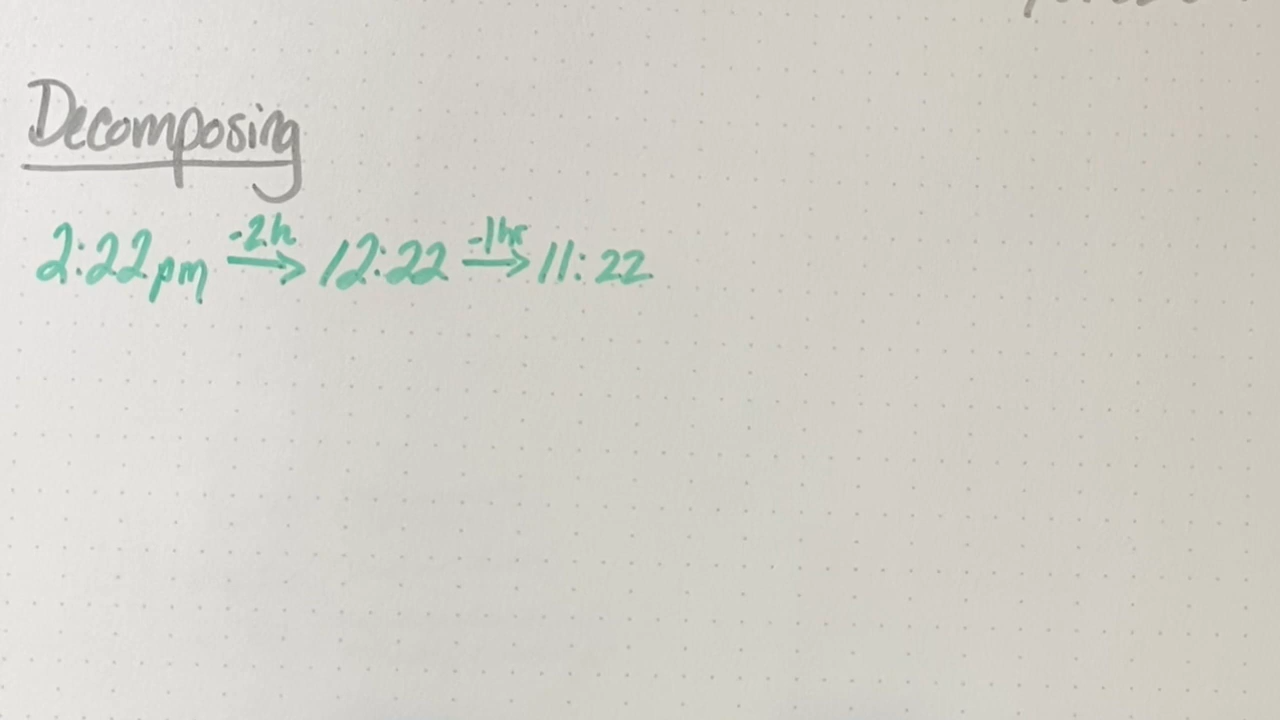 Decomposing
2:22pm -2h → 12:22 -1hr → 11:22